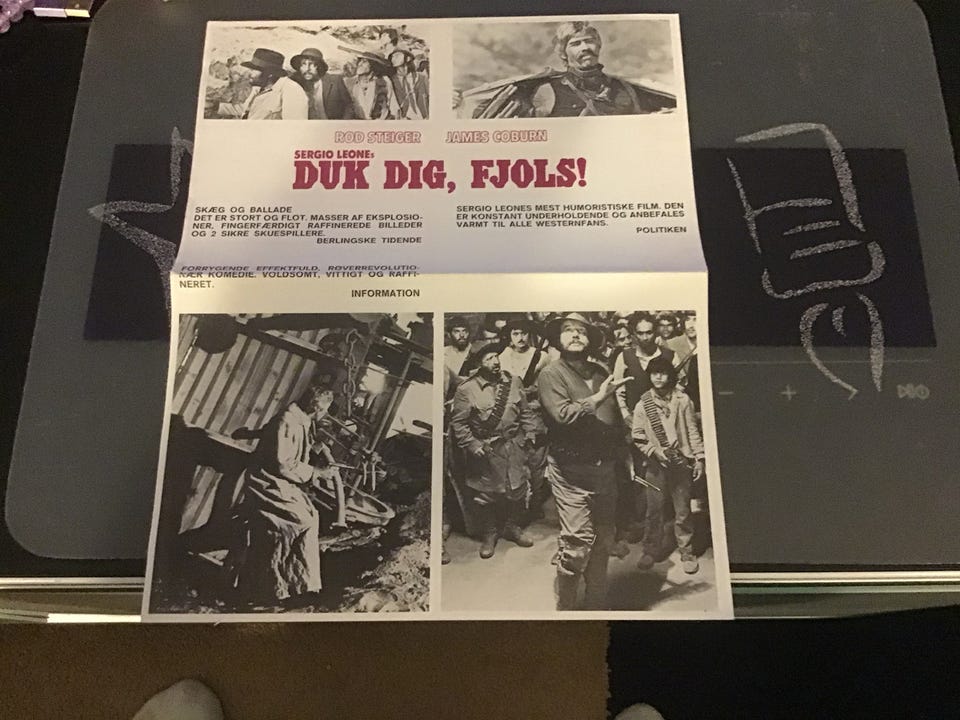 ROD STEIGER JAMES COBURN
SERGIO LEONEs
DUK DIG, FJOLS!
SKÆG OG BALLADE
DET ER STORT OG FLOT. MASSER AF EKSPLOSIO-
NER, FINGERFÆRDIGT RAFFINEREDE BILLEDER
OG 2 SIKRE SKUESPILLERE.
BERLINGSKE TIDENDE
SERGIO LEONES MEST HUMORISTISKE FILM. DEN
ER KONSTANT UNDERHOLDENDE OG ANBEFALES
VARMT TIL ALLE WESTERNFANS.
POLITIKEN
FORRYGENDE EFFEKTFULD, RØVERREVOLUTIO-
NÆR KOMEDIE. VOLDSOMT, VITTIGT OG RAFFI-
NERET.
INFORMATION